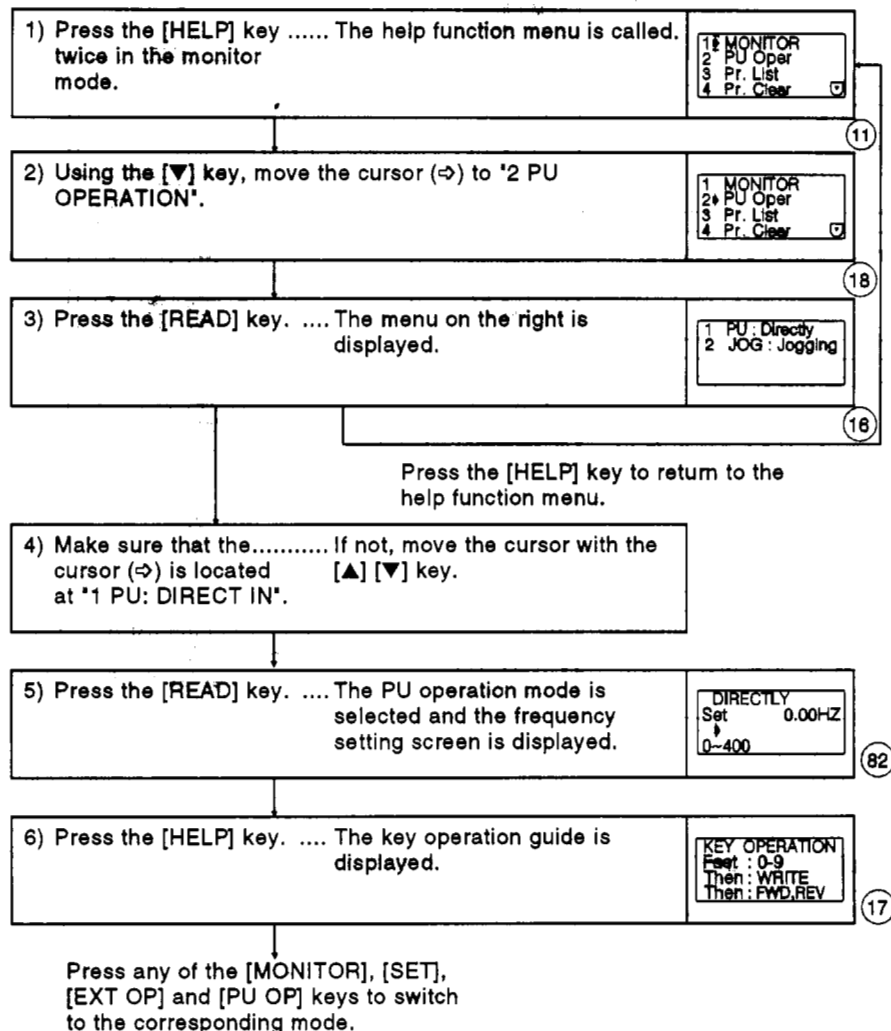 1) Press the [HELP] key ...... The help function menu is called.
twice in the monitor
mode.
1 MONITOR
2 PU Oper
3 Pr. List
4 Pr. Clear
11
2) Using the [▼] key, move the cursor (⇨) to "2 PU
OPERATION".
1 MONITOR
2 PU Oper
3 Pr. List
4 Pr. Clear
18
3) Press the [READ] key. .... The menu on the right is
displayed.
1 PU : Directly
2 JOG : Jogging
16
Press the [HELP] key to return to the
help function menu.
4) Make sure that the........... If not, move the cursor with the
cursor (⇨) is located [▲] [▼] key.
at "1 PU: DIRECT IN".
5) Press the [READ] key. .... The PU operation mode is
selected and the frequency
setting screen is displayed.
DIRECTLY
Set 0.00HZ
0~400
82
6) Press the [HELP] key. .... The key operation guide is
displayed.
KEY OPERATION
: 0-9
Then : WRITE
Then : FWD,REV
17
Press any of the [MONITOR], [SET],
[EXT OP] and [PU OP] keys to switch
to the corresponding mode.